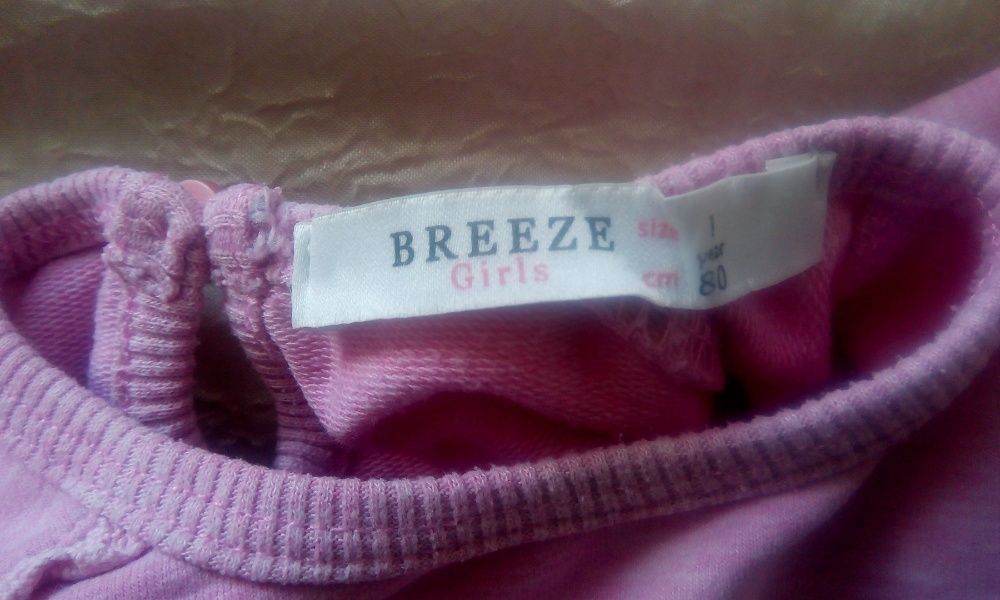 BREEZE
Girls
size 1 year
cm 80